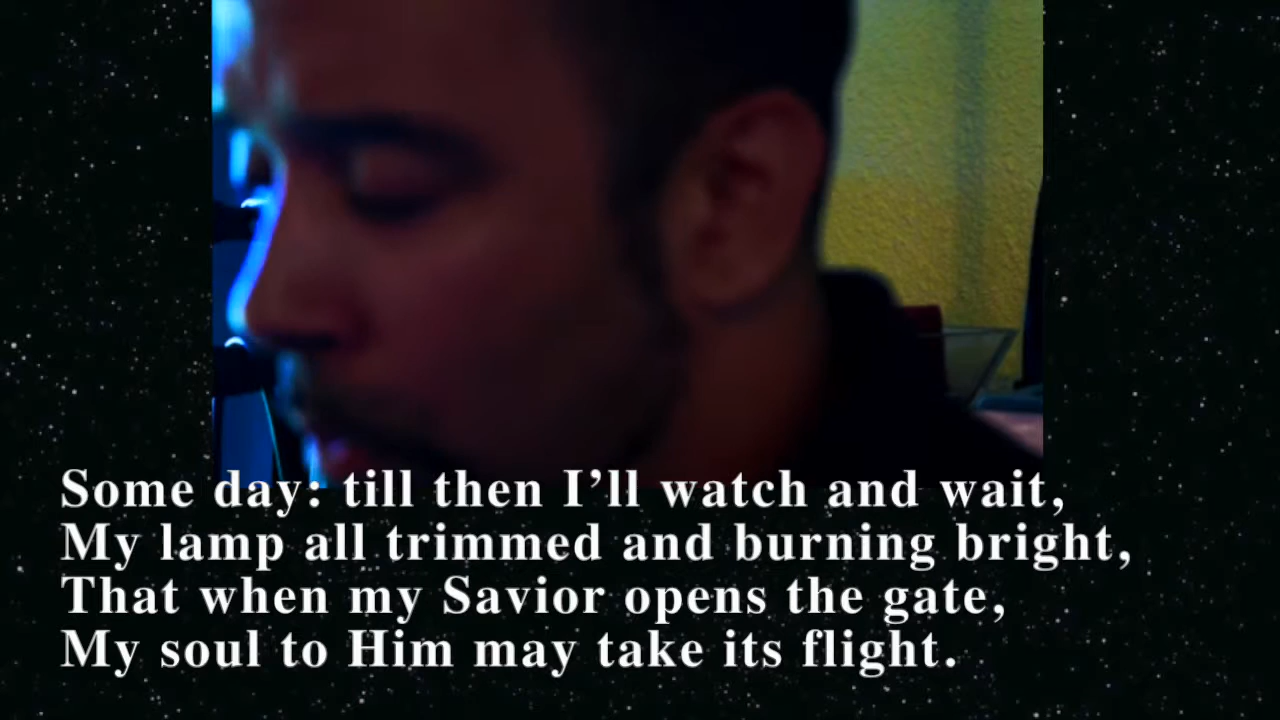 Some day: till then I’ll watch and wait,
My lamp all trimmed and burning bright,
That when my Savior opens the gate,
My soul to Him may take its flight.